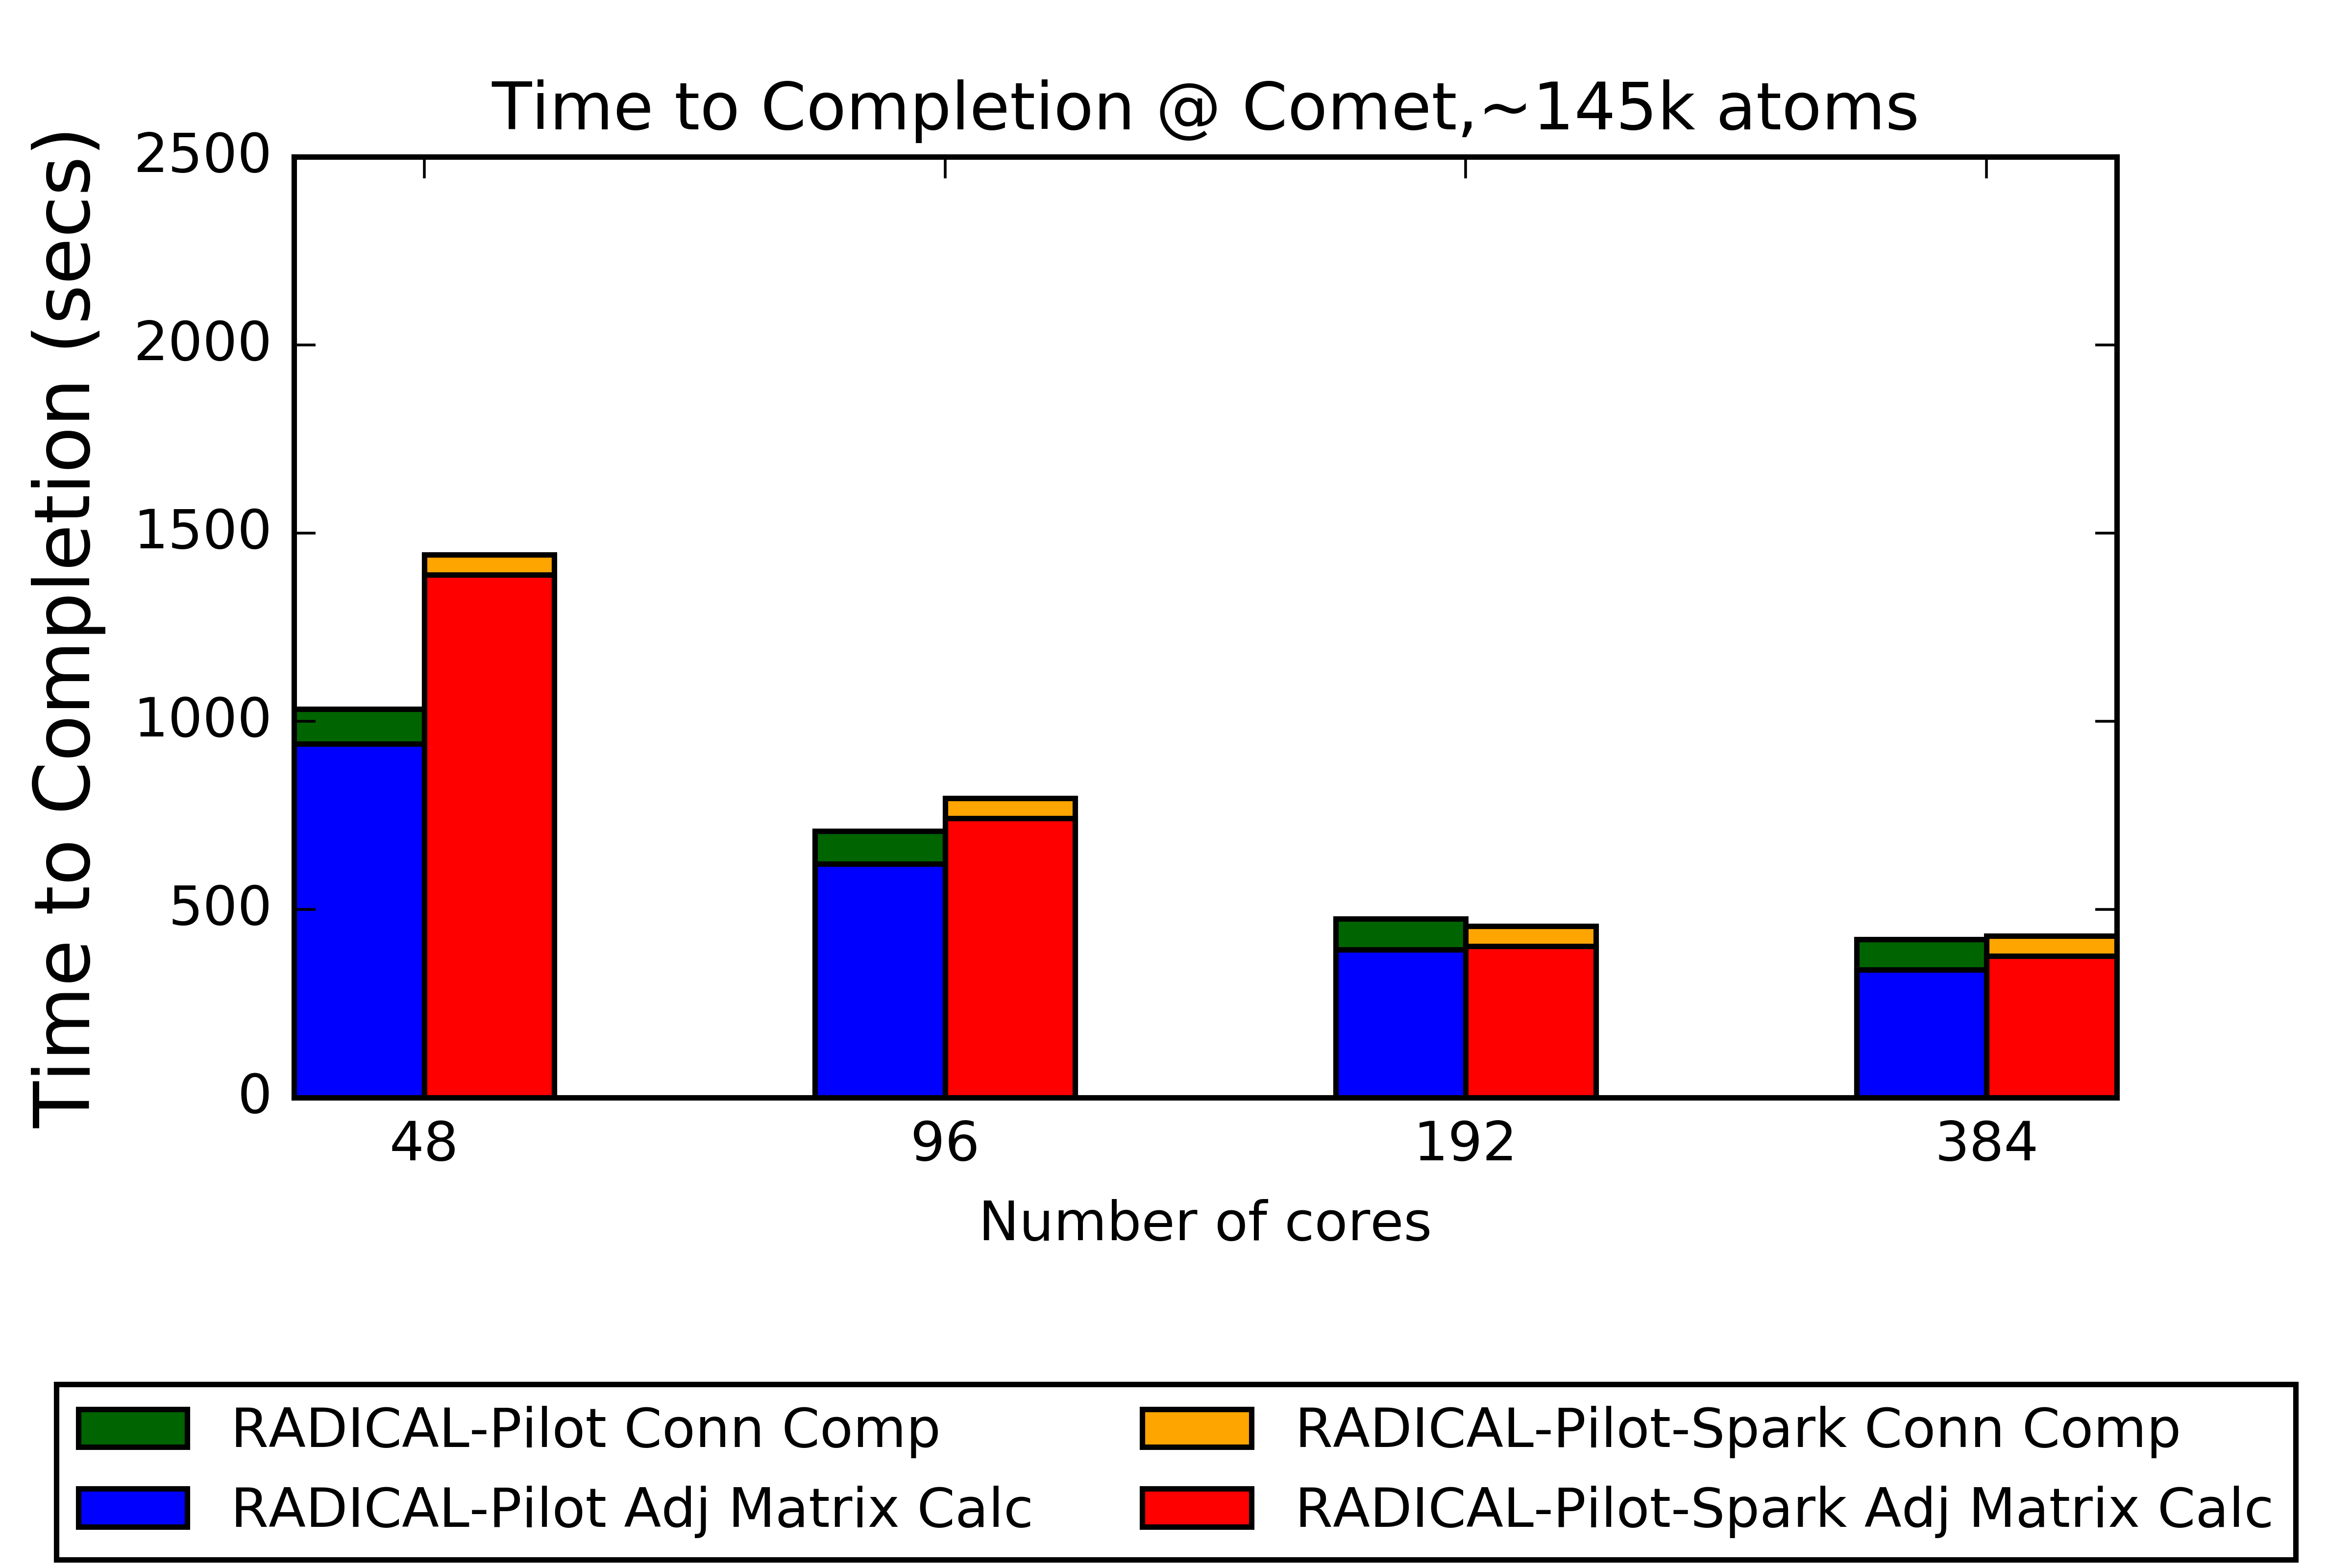 Time to Completion @ Comet,~145k atoms
Time to Completion (secs)
2500
2000
1500
1000
500
0
48 96 192 384
Number of cores
RADICAL-Pilot Conn Comp
RADICAL-Pilot Adj Matrix Calc
RADICAL-Pilot-Spark Conn Comp
RADICAL-Pilot-Spark Adj Matrix Calc